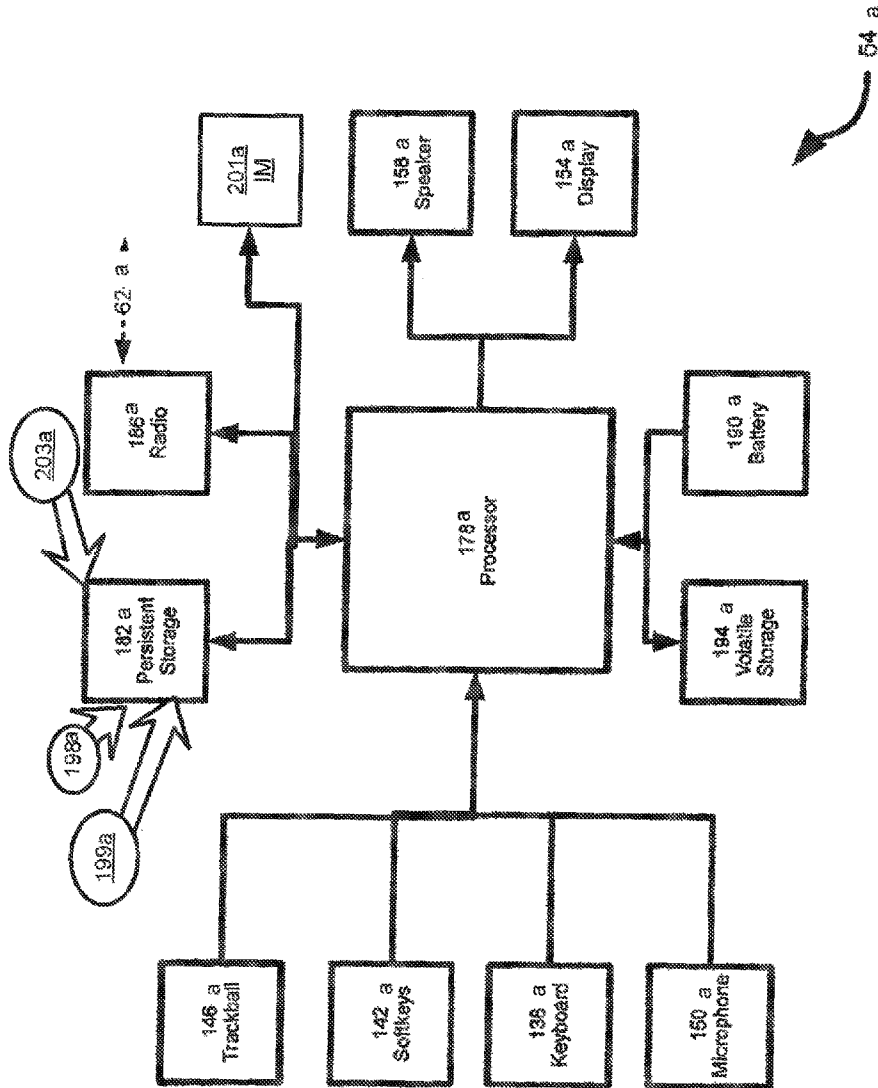 150 a
Microphone
138 a
Keyboard
142 a
Softkeys
146 a
Trackball
199a
198a
194 a
Volatile
Storage
178a
Processor
182 a
Persistent
Storage
203a
190 a
Battery
186a
Radio
62 a
154 a
Display
158 a
Speaker
201a
IM
54 a